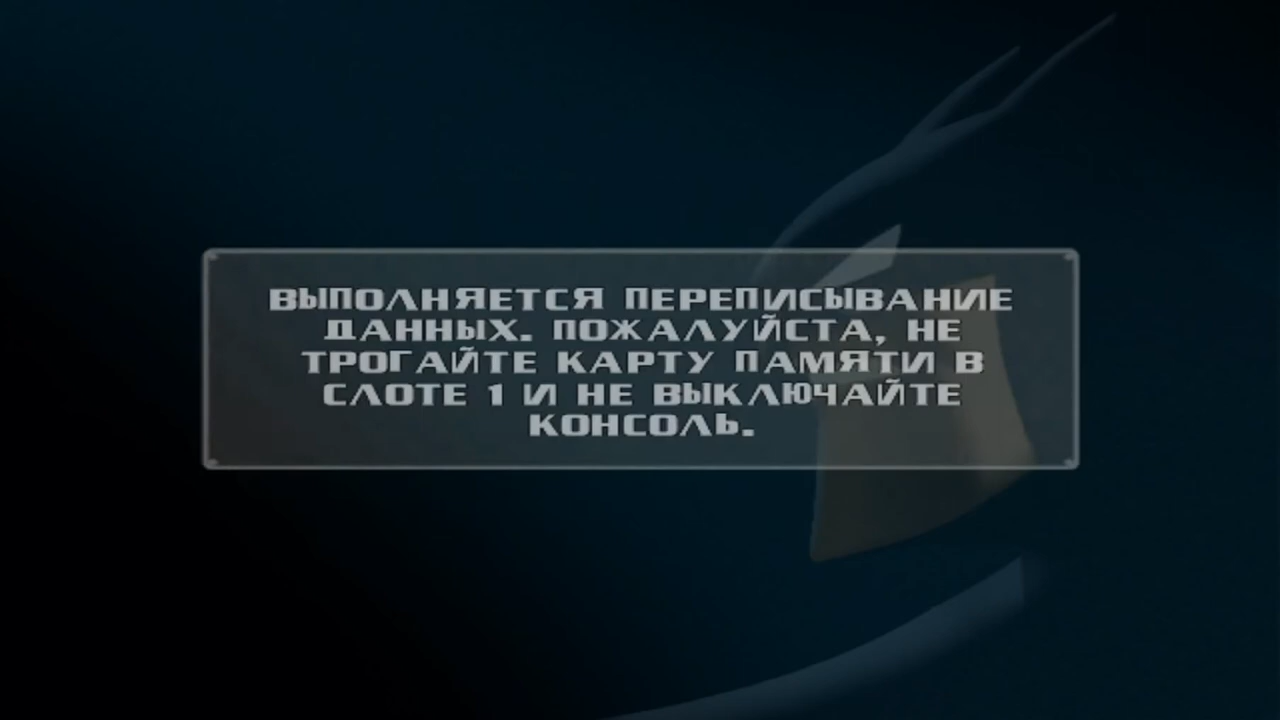 ВЫПОЛНЯЕТСЯ ПЕРЕПИСЫВАНИЕ
ДАННЫХ. ПОЖАЛУЙСТА, НЕ
ТРОГАЙТЕ КАРТУ ПАМЯТИ В
СЛОТЕ 1 И НЕ ВЫКЛЮЧАЙТЕ
КОНСОЛЬ.